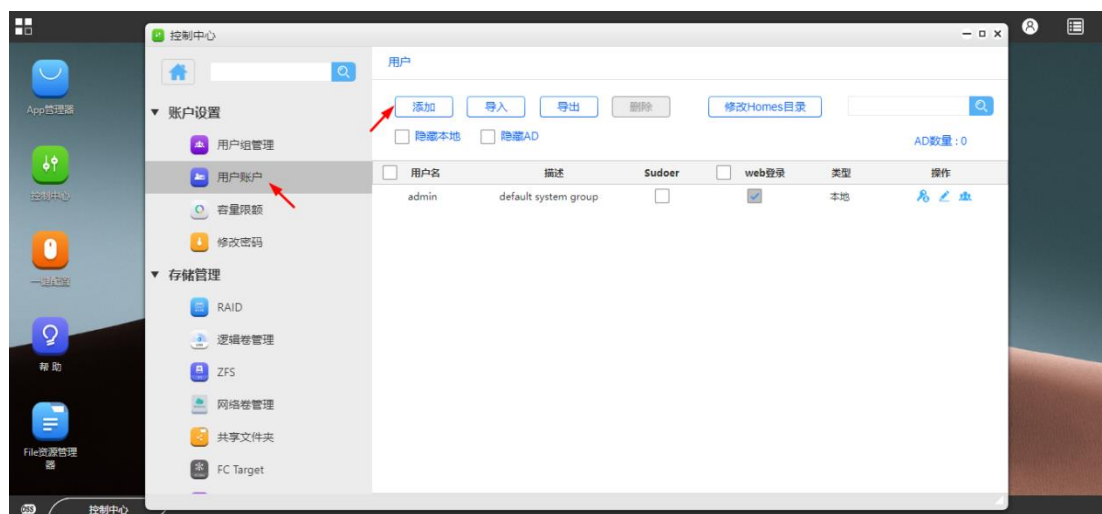 控制中心
App管理器
控制中心
一键配置
帮助
File资源管理
器
账户设置
用户组管理
用户账户
容量限额
修改密码
存储管理
RAID
逻辑卷管理
ZFS
网络卷管理
共享文件夹
FC Target
用户
添加 导入 导出 删除 修改Homes目录
隐藏本地 隐藏AD AD数量 : 0
用户名 描述 Sudoer web登录 类型 操作
admin default system group 本地
控制中心